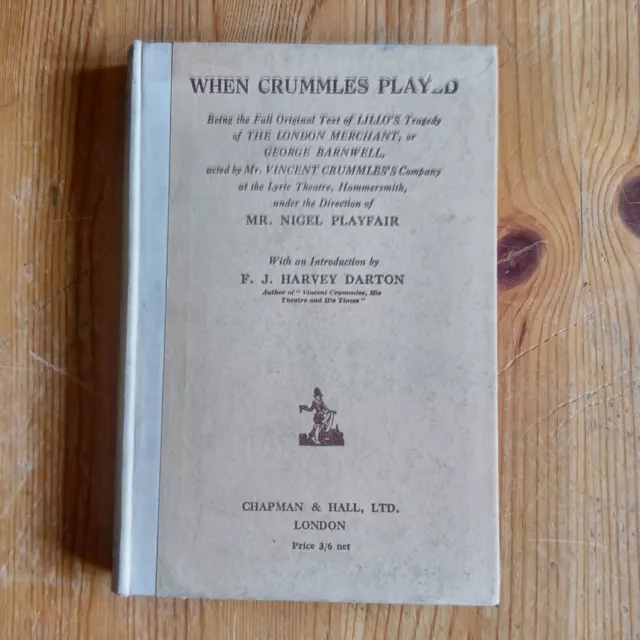 WHEN CRUMMLES PLAYED
Being the Full Original Text of LILLO'S Tragedy
of THE LONDON MERCHANT, or
GEORGE BARNWELL,
acted by Mr. VINCENT CRUMMLES'S Company
at the Lyric Theatre, Hammersmith,
under the Direction of
MR. NIGEL PLAYFAIR
With an Introduction by
F. J. HARVEY DARTON
Author of "Vincent Crummles, His
Theatre and His Times"
CHAPMAN & HALL, LTD.
LONDON
Price 3/6 net